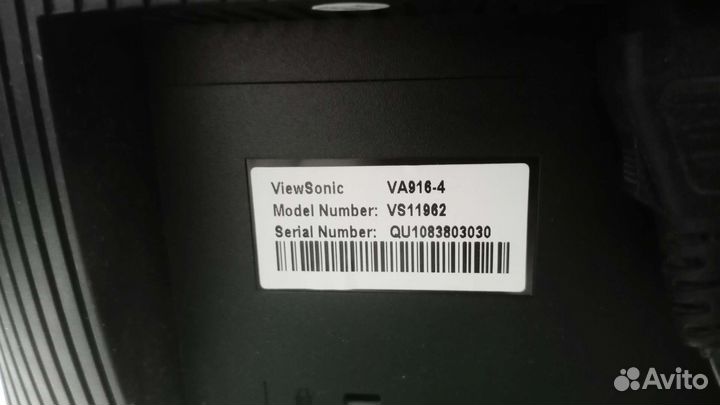 ViewSonic VA916-4
Model Number: VS11962
Serial Number: QU1083803030
Avito